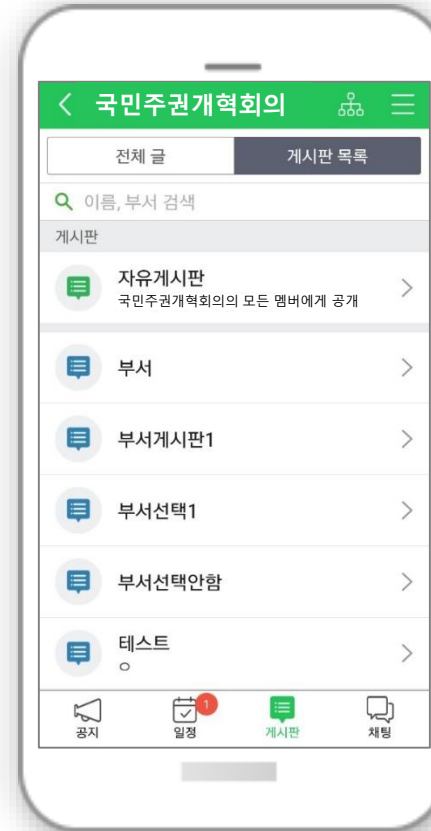 국민주권개혁회의
전체 글
게시판 목록
이름, 부서 검색
게시판
자유게시판
국민주권개혁회의의 모든 멤버에게 공개
부서
부서게시판1
부서선택1
부서선택안함
테스트
ㅇ
1
공지
일정
게시판
채팅